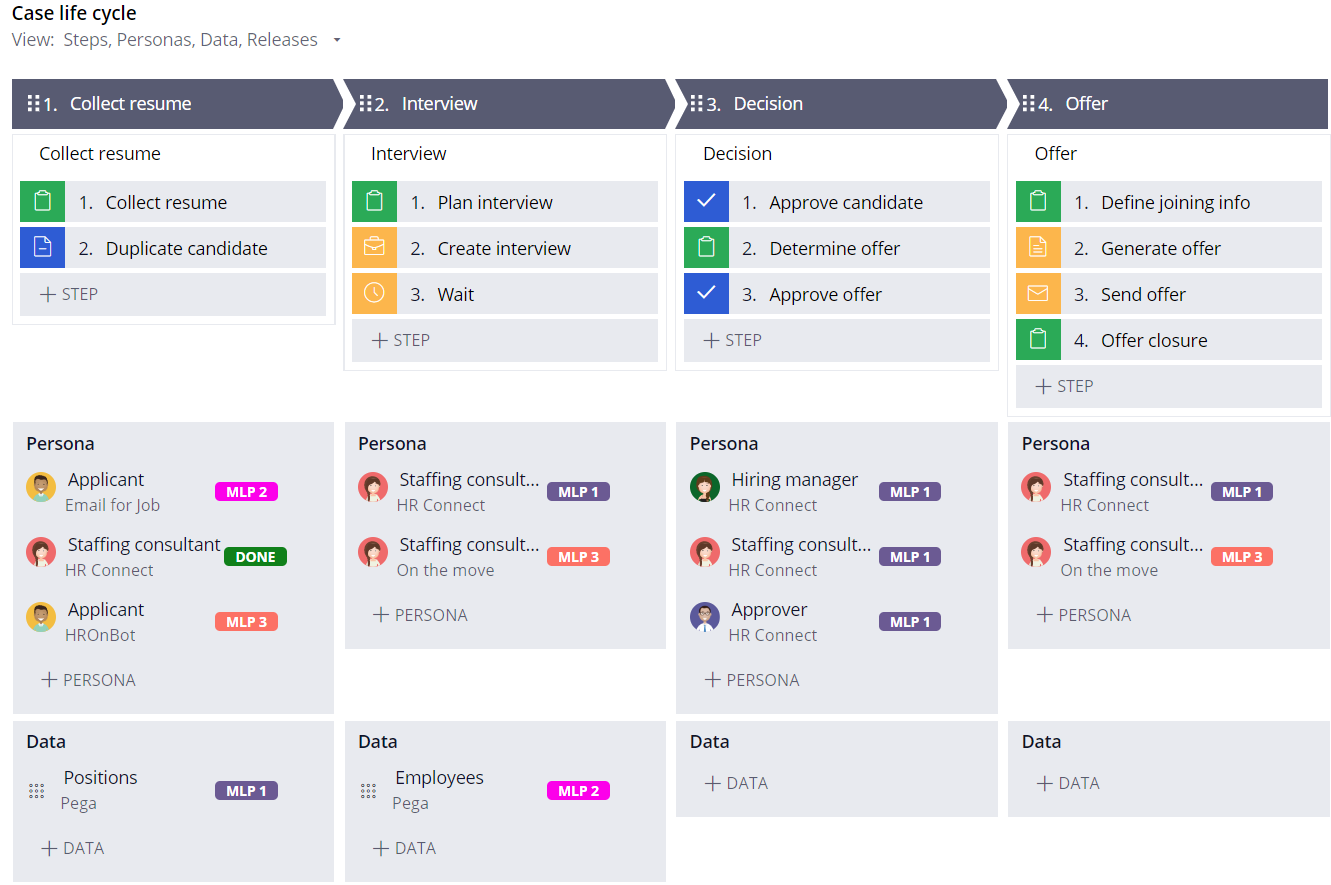 Case life cycle
View: Steps, Personas, Data, Releases
1. Collect resume
2. Interview
3. Decision
4. Offer
Collect resume
1. Collect resume
2. Duplicate candidate
STEP
Interview
1. Plan interview
2. Create interview
3. Wait
STEP
Decision
1. Approve candidate
2. Determine offer
3. Approve offer
STEP
Offer
1. Define joining info
2. Generate offer
3. Send offer
4. Offer closure
STEP
Persona
Applicant MLP 2
Email for Job
Staffing consultant DONE
HR Connect
Applicant MLP 3
HROnBot
PERSONA
Persona
Staffing consult... MLP 1
HR Connect
Staffing consult... MLP 3
On the move
PERSONA
Persona
Hiring manager MLP 1
HR Connect
Staffing consult... MLP 1
HR Connect
Approver MLP 1
HR Connect
PERSONA
Persona
Staffing consult... MLP 1
HR Connect
Staffing consult... MLP 3
On the move
PERSONA
Data
Positions MLP 1
Pega
DATA
Data
Employees MLP 2
Pega
DATA
Data
DATA
Data
DATA